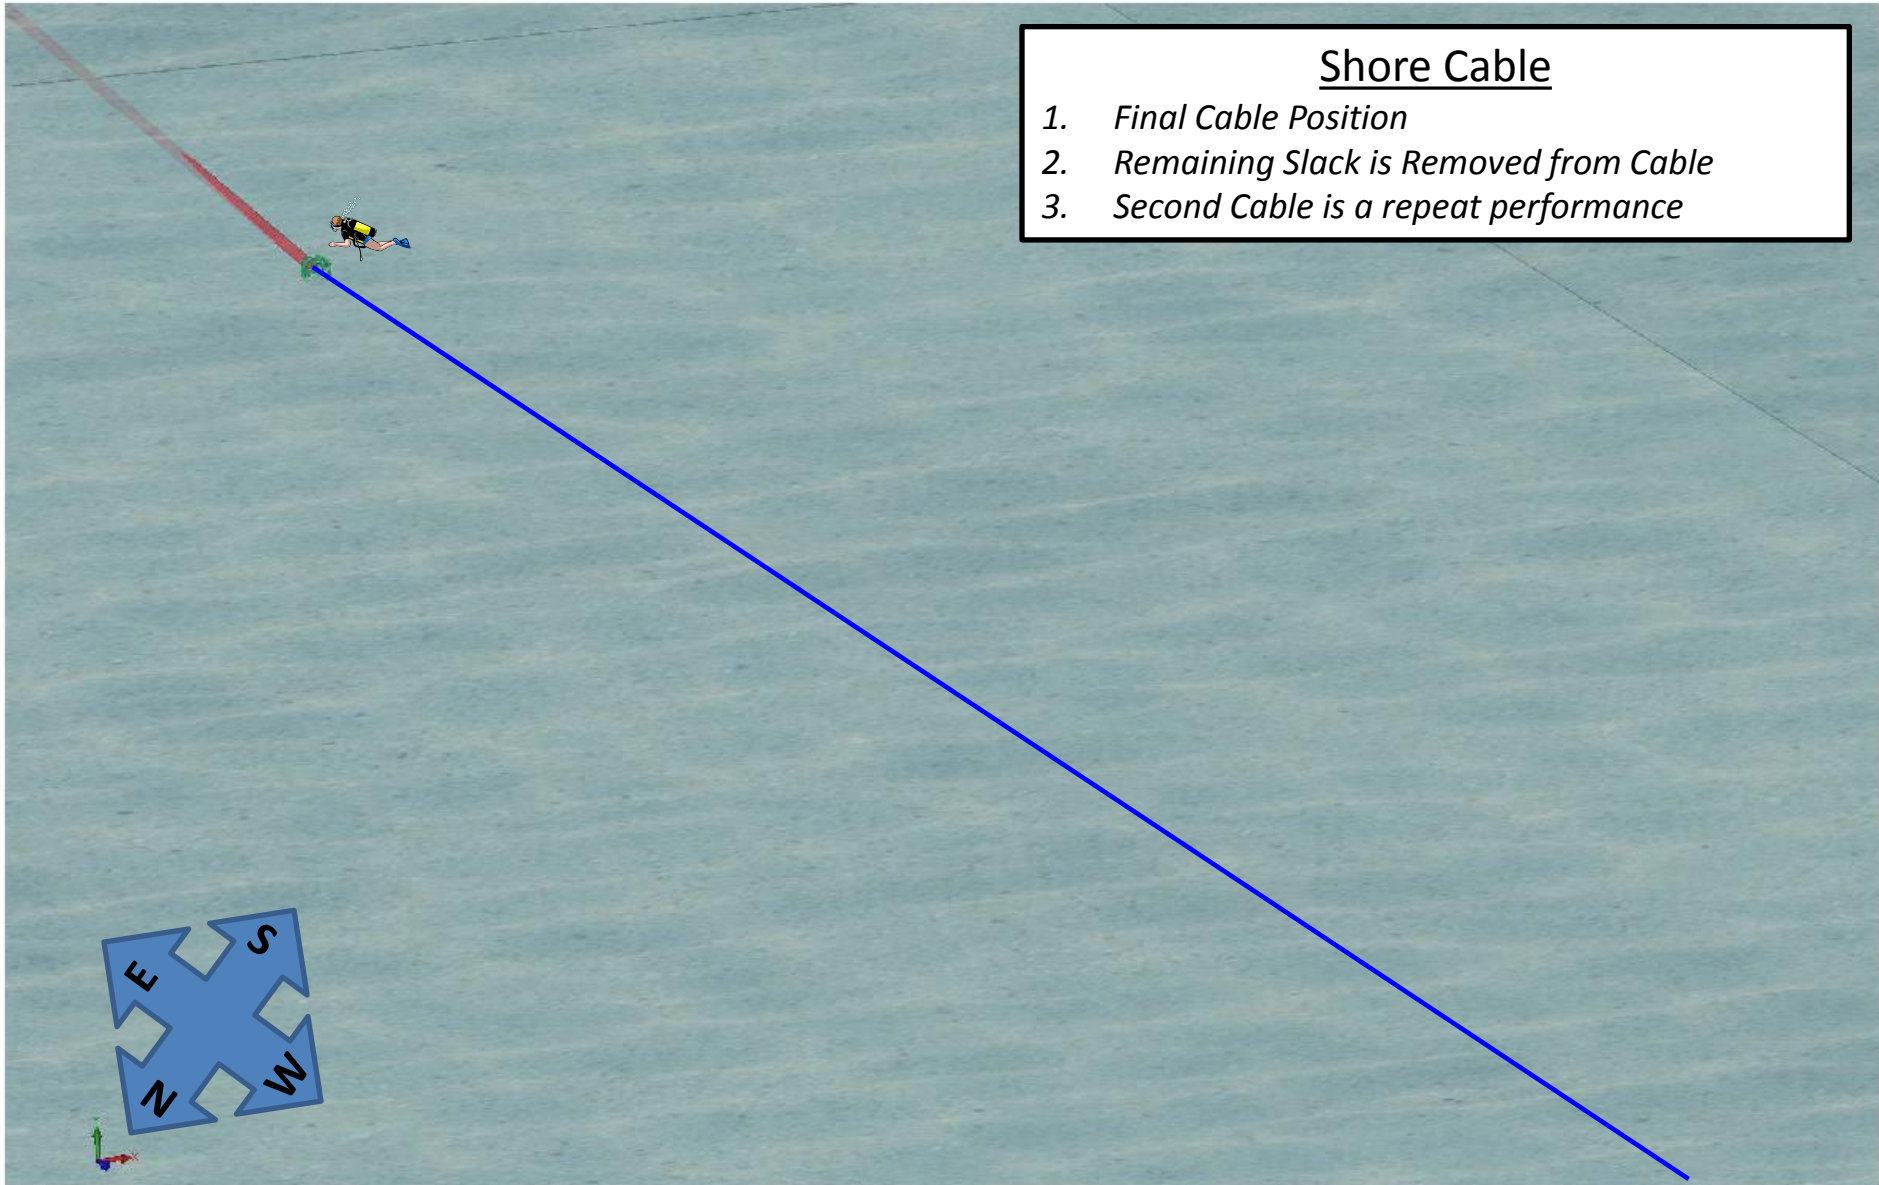 Shore Cable
1. Final Cable Position
2. Remaining Slack is Removed from Cable
3. Second Cable is a repeat performance
E
S
N
W
X